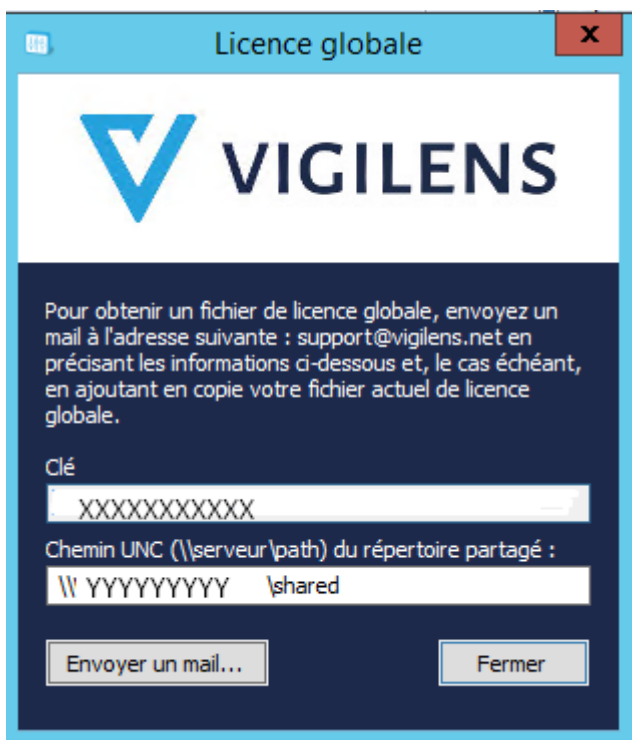 Licence globale
x
VIGILENS
Pour obtenir un fichier de licence globale, envoyez un
mail à l'adresse suivante : support@vigilens.net en
précisant les informations ci-dessous et, le cas échéant,
en ajoutant en copie votre fichier actuel de licence
globale.
Clé
XXXXXXXXXXX
Chemin UNC (\\serveur\path) du répertoire partagé :
\\' YYYYYYYYY \shared
Envoyer un mail... Fermer